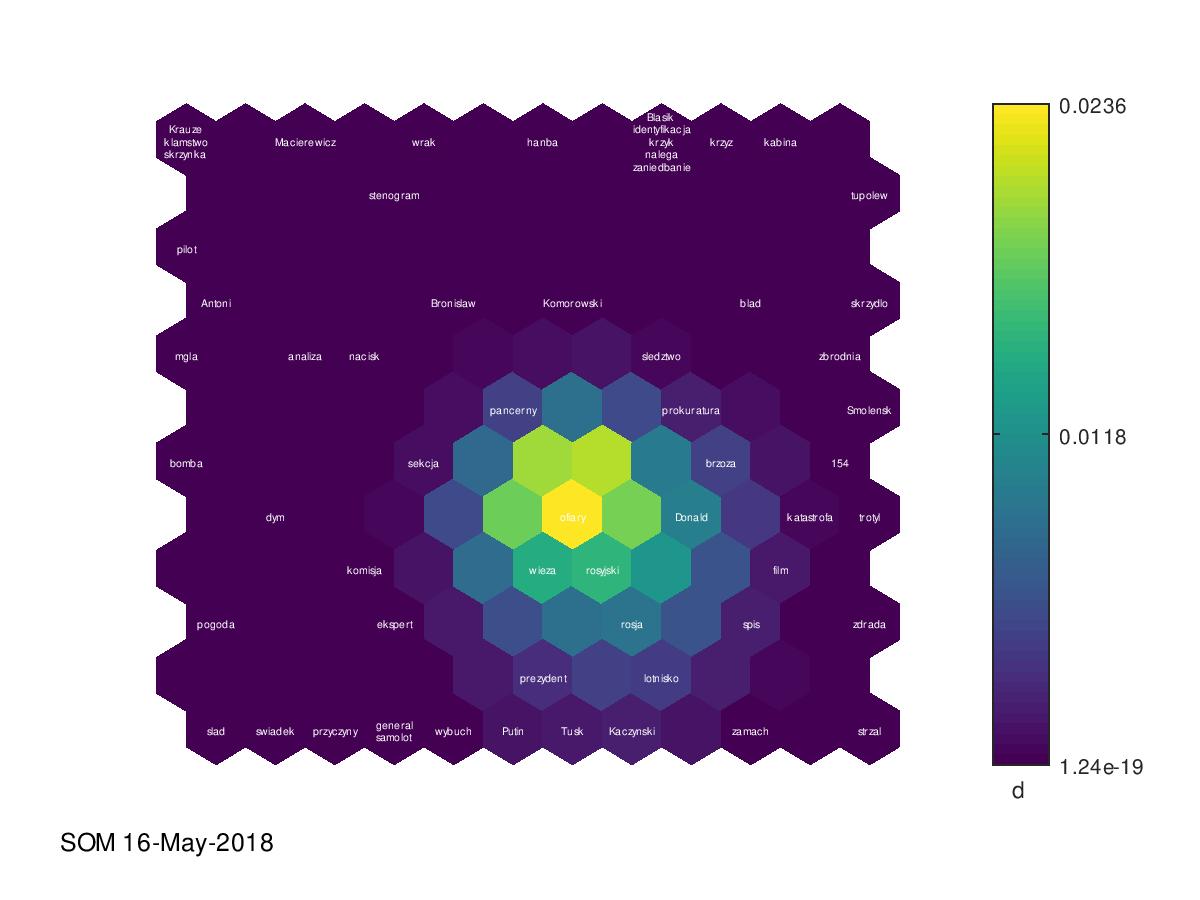 0.0236
Krauze
klamstwo
skrzynka
Macierewicz
wrak
hanba
Blasik
identyfikacja
krzyk
nalega
zaniedbanie
krzyz
kabina
stenogram
tupolew
pilot
Antoni
Bronislaw
Komorowski
blad
skrzydlo
mgla
analiza
nacisk
sledztwo
zbrodnia
pancerny
prokuratura
Smolensk
0.0118
bomba
sekcja
brzoza
154
dym
ofiary
Donald
katastrofa
trotyl
komisja
wieza
rosyjski
film
pogoda
ekspert
rosja
spis
zdrada
prezydent
lotnisko
slad
swiadek
przyczyny
general
samolot
wybuch
Putin
Tusk
Kaczynski
zamach
strzal
1.24e-19
d
SOM 16-May-2018